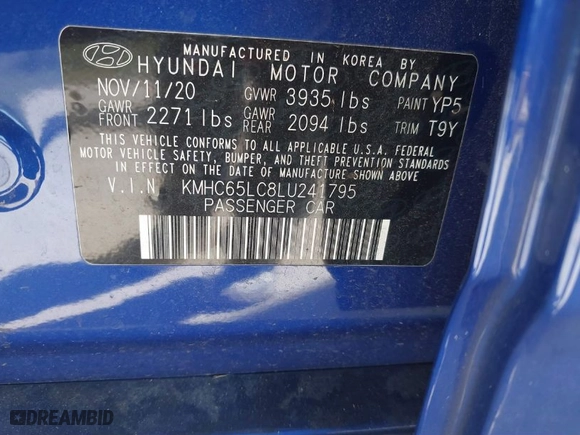 MANUFACTURED IN KOREA BY
HYUNDAI MOTOR COMPANY
NOV/11/20 GVWR 3935 lbs PAINT YP5
GAWR FRONT 2271 lbs GAWR REAR 2094 lbs TRIM T9Y
THIS VEHICLE CONFORMS TO ALL APPLICABLE U.S.A. FEDERAL
MOTOR VEHICLE SAFETY, BUMPER, AND THEFT PREVENTION STANDARDS
IN EFFECT ON THE DATE OF MANUFACTURE SHOWN ABOVE.
V.I.N KMHC65LC8LU241795
PASSENGER CAR
DREAMBID